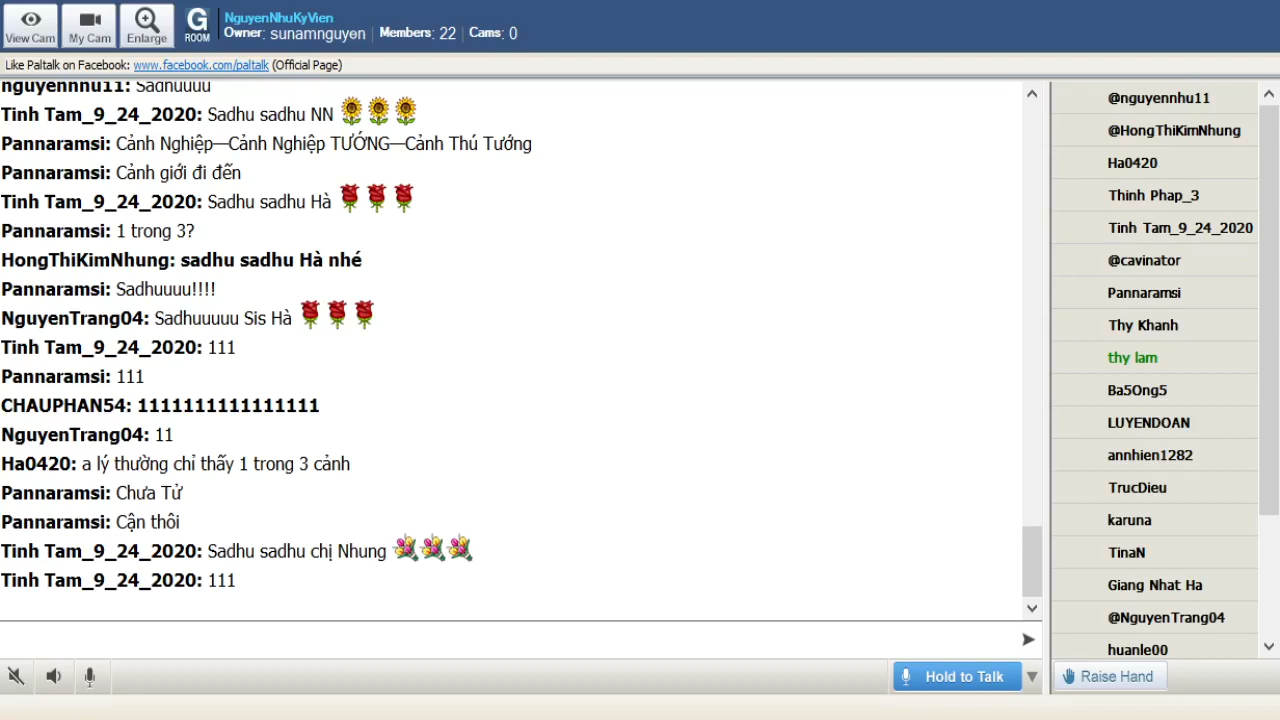 View Cam
My Cam
Enlarge
G
ROOM
NguyenNhuKyVien
Owner: sunamnguyen Members: 22 Cams: 0
Like Paltalk on Facebook: www.facebook.com/paltalk (Official Page)
nguyennhu11: Sadhuuuu
Tinh Tam_9_24_2020: Sadhu sadhu NN
Pannaramsi: Cảnh Nghiệp—Cảnh Nghiệp TƯỚNG—Cảnh Thú Tướng
Pannaramsi: Cảnh giới đi đến
Tinh Tam_9_24_2020: Sadhu sadhu Hà
Pannaramsi: 1 trong 3?
HongThiKimNhung: sadhu sadhu Hà nhé
Pannaramsi: Sadhuuuu!!!!
NguyenTrang04: Sadhuuuuu Sis Hà
Tinh Tam_9_24_2020: 111
Pannaramsi: 111
CHAUPHAN54: 1111111111111111
NguyenTrang04: 11
Ha0420: a lý thường chỉ thấy 1 trong 3 cảnh
Pannaramsi: Chưa Tử
Pannaramsi: Cận thôi
Tinh Tam_9_24_2020: Sadhu sadhu chị Nhung
Tinh Tam_9_24_2020: 111
@nguyennhu11
@HongThiKimNhung
Ha0420
Thinh Phap_3
Tinh Tam_9_24_2020
@cavinator
Pannaramsi
Thy Khanh
thy lam
Ba5Ong5
LUYENDOAN
annhien1282
TrucDieu
karuna
TinaN
Giang Nhat Ha
@NguyenTrang04
huanle00
Hold to Talk
Raise Hand